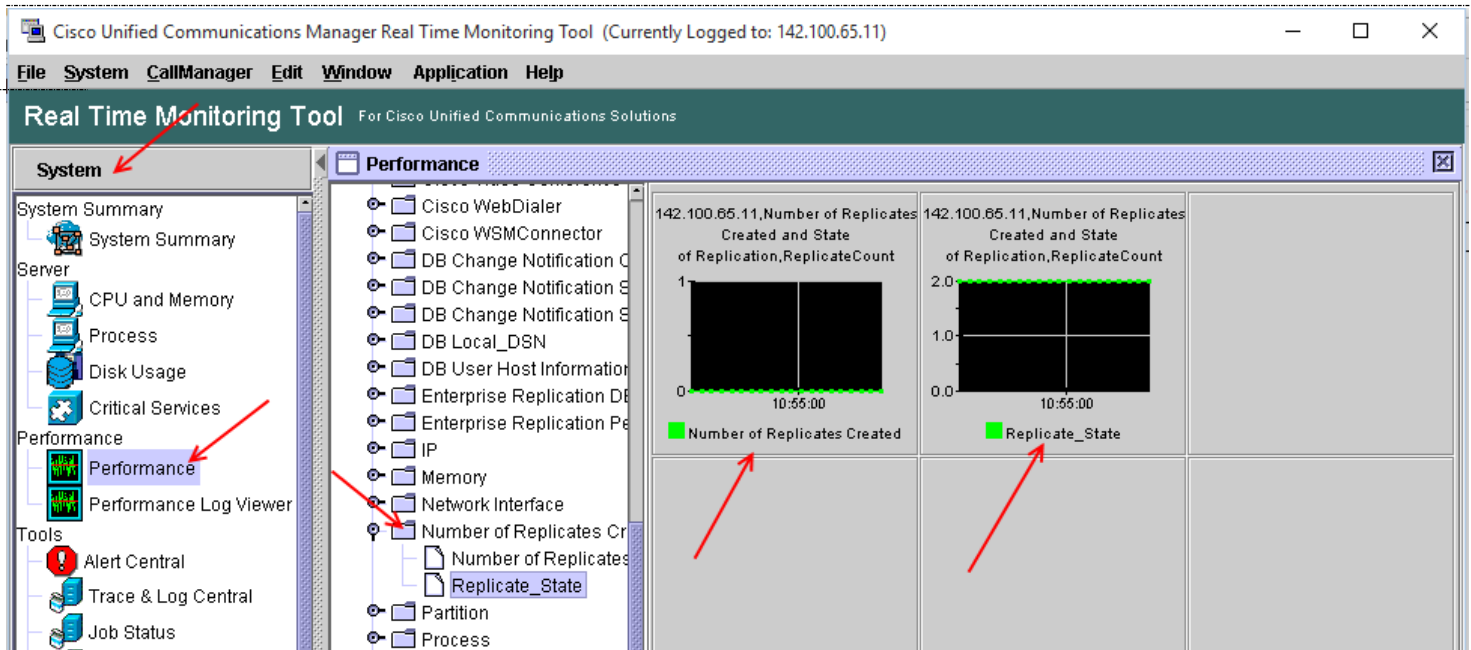 Cisco Unified Communications Manager Real Time Monitoring Tool (Currently Logged to: 142.100.65.11)
File System CallManager Edit Window Application Help
Real Time Monitoring Tool For Cisco Unified Communications Solutions
System
System Summary
System Summary
Server
CPU and Memory
Process
Disk Usage
Critical Services
Performance
Performance
Performance Log Viewer
Tools
Alert Central
Trace & Log Central
Job Status
Performance
Cisco WebDialer
Cisco WSMConnector
DB Change Notification C
DB Change Notification S
DB Change Notification S
DB Local_DSN
DB User Host Information
Enterprise Replication DB
Enterprise Replication Pe
IP
Memory
Network Interface
Number of Replicates Cr
Number of Replicates
Replicate_State
Partition
Process
142.100.65.11,Number of Replicates
Created and State
of Replication,ReplicateCount
1
0
10:55:00
Number of Replicates Created
142.100.65.11,Number of Replicates
Created and State
of Replication,ReplicateCount
2.0
1.0
0.0
10:55:00
Replicate_State